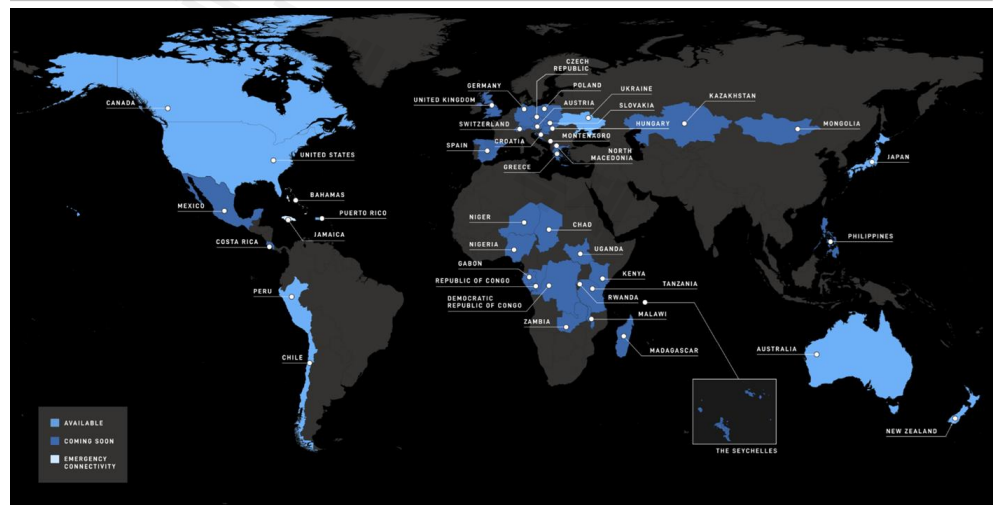 CANADA
UNITED STATES
MEXICO
BAHAMAS
PUERTO RICO
JAMAICA
COSTA RICA
PERU
CHILE
CZECH
REPUBLIC
GERMANY
POLAND
UKRAINE
UNITED KINGDOM
AUSTRIA
SLOVAKIA
SWITZERLAND
HUNGARY
CROATIA
MONTENAGRO
SPAIN
NORTH
MACEDONIA
GREECE
KAZAKHSTAN
MONGOLIA
JAPAN
PHILIPPINES
NIGER
CHAD
NIGERIA
UGANDA
GABON
KENYA
REPUBLIC OF CONGO
TANZANIA
DEMOCRATIC
REPUBLIC OF CONGO
RWANDA
MALAWI
ZAMBIA
MADAGASCAR
AUSTRALIA
NEW ZEALAND
THE SEYCHELLES
AVAILABLE
COMING SOON
EMERGENCY
CONNECTIVITY